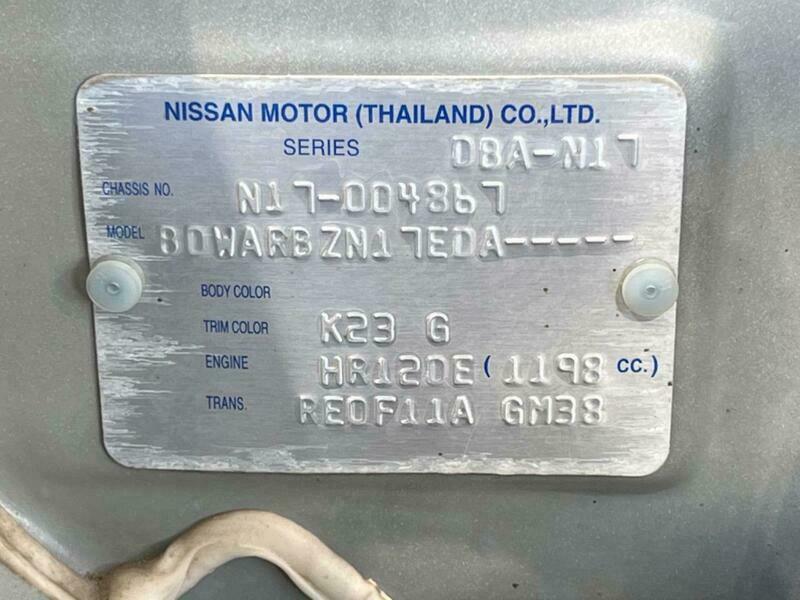 NISSAN MOTOR (THAILAND) CO.,LTD.
SERIES DBA-N17
CHASSIS NO. N17-004867
MODEL BDWARBZN17EDA-----
BODY COLOR
TRIM COLOR K23 G
ENGINE HR12DE (1198 CC.)
TRANS. RE0F11A GM38